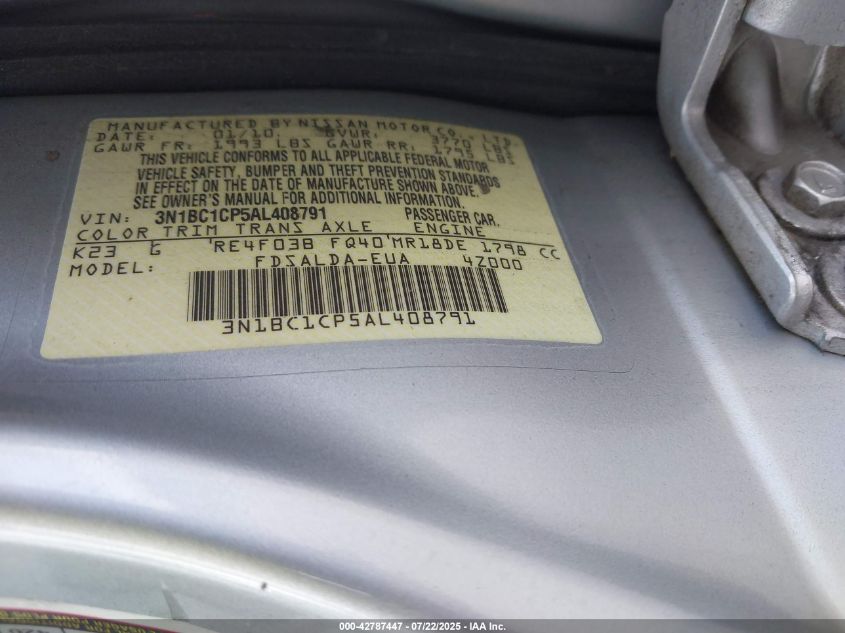 MANUFACTURED BY NISSAN MOTOR CO., LTD
DATE: 01/10 GVWR: 3770 LBS
GAWR FR: 1993 LBS GAWR RR: 1792 LBS
THIS VEHICLE CONFORMS TO ALL APPLICABLE FEDERAL MOTOR
VEHICLE SAFETY, BUMPER AND THEFT PREVENTION STANDARDS
IN EFFECT ON THE DATE OF MANUFACTURE SHOWN ABOVE.
SEE OWNER'S MANUAL FOR ADDITIONAL INFORMATION.
VIN: 3N1BC1CP5AL408791 PASSENGER CAR.
COLOR TRIM TRANS AXLE ENGINE
K23 G RE4F03B FQ40 MR18DE 1798 CC
MODEL: FDSALDA-EUA 4Z000
3N1BC1CP5AL408791
000-42787447 - 07/22/2025 - IAA Inc.